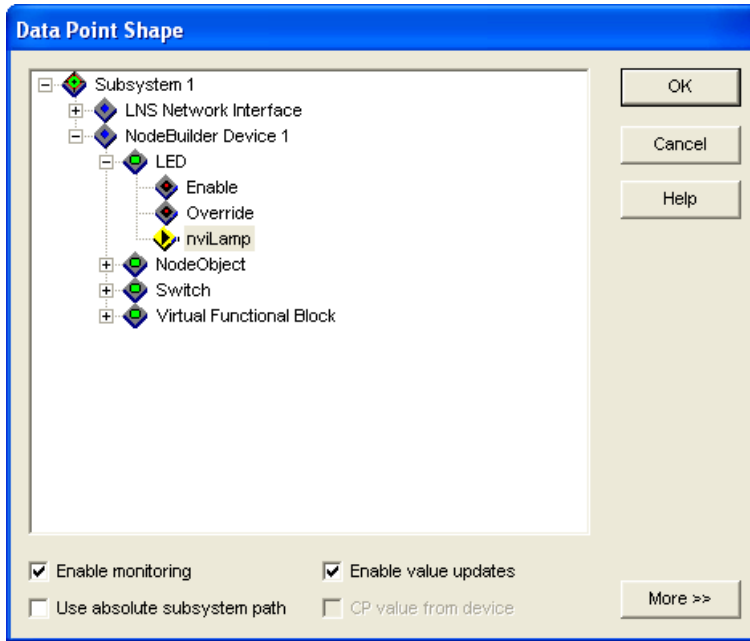 Data Point Shape
Subsystem 1
LNS Network Interface
NodeBuilder Device 1
LED
Enable
Override
nviLamp
NodeObject
Switch
Virtual Functional Block
OK
Cancel
Help
Enable monitoring
Enable value updates
Use absolute subsystem path
CP value from device
More >>